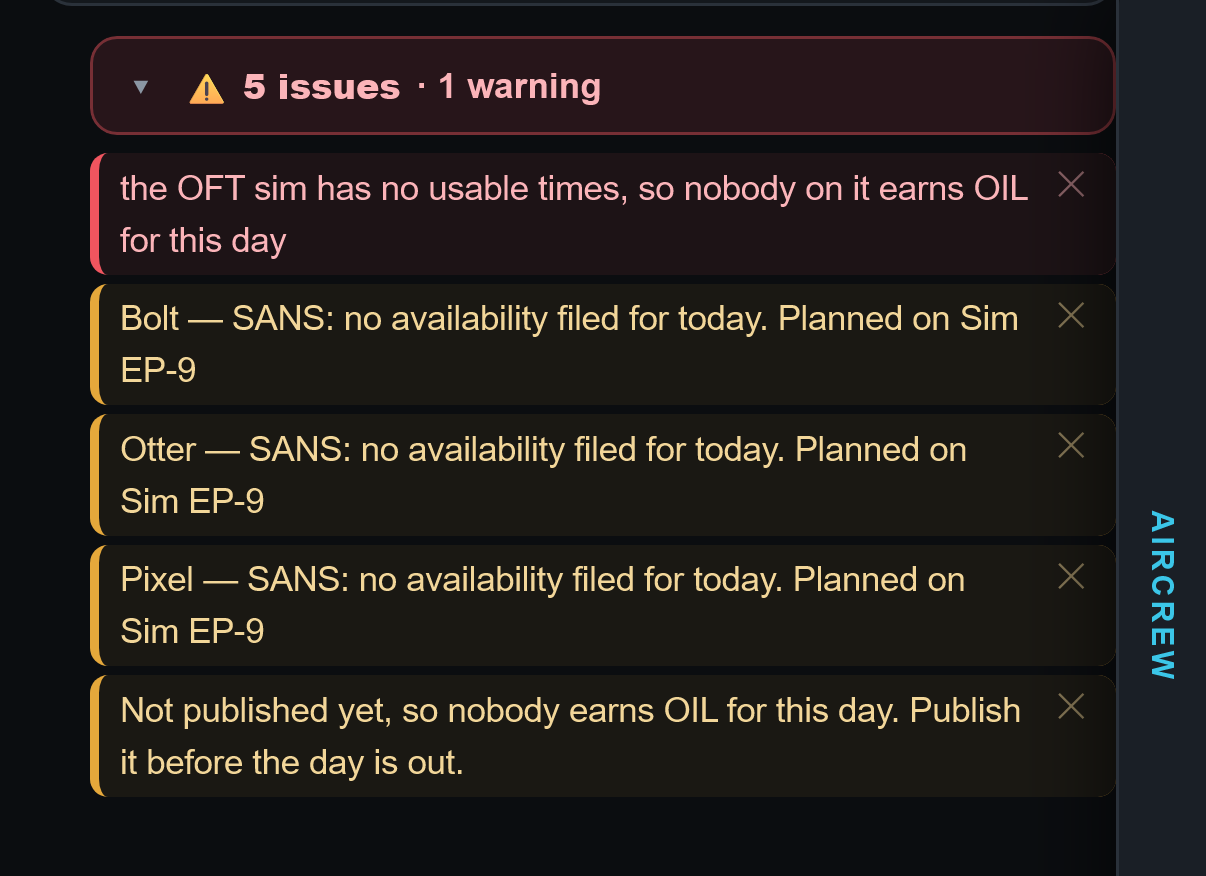 ▼ ⚠️ 5 issues · 1 warning
the OFT sim has no usable times, so nobody on it earns OIL
for this day
Bolt — SANS: no availability filed for today. Planned on Sim
EP-9
Otter — SANS: no availability filed for today. Planned on
Sim EP-9
Pixel — SANS: no availability filed for today. Planned on
Sim EP-9
Not published yet, so nobody earns OIL for this day. Publish
it before the day is out.
AIRCREW